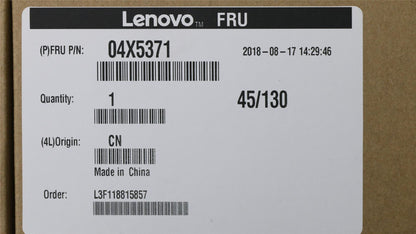 Lenovo™ FRU
(P)FRU P/N: 04X5371 2018-08-17 14:29:46
Quantity: 1 45/130
(4L)Origin: CN
Made in China
Order: L3F118815857